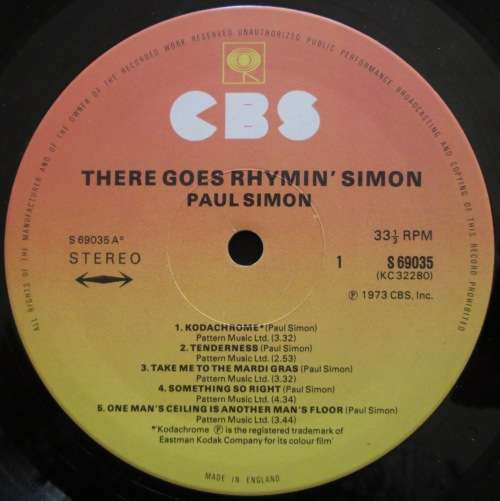 ALL RIGHTS OF THE MANUFACTURER AND OF THE OWNER OF THE RECORDED WORK RESERVED UNAUTHORIZED PUBLIC PERFORMANCE BROADCASTING AND COPYING OF THIS RECORD PROHIBITED
CBS
THERE GOES RHYMIN' SIMON
PAUL SIMON
S 69035 A°
STEREO
33⅓ RPM
1 S 69035
(KC 32280)
℗ 1973 CBS, Inc.
1. KODACHROME* (Paul Simon)
Pattern Music Ltd. (3.32)
2. TENDERNESS (Paul Simon)
Pattern Music Ltd. (2.53)
3. TAKE ME TO THE MARDI GRAS (Paul Simon)
Pattern Music Ltd. (3.32)
4. SOMETHING SO RIGHT (Paul Simon)
Pattern Music Ltd. (4.34)
5. ONE MAN'S CEILING IS ANOTHER MAN'S FLOOR (Paul Simon)
Pattern Music Ltd. (3.44)
*'Kodachrome ℗ is the registered trademark of
Eastman Kodak Company for its colour film'
MADE IN ENGLAND